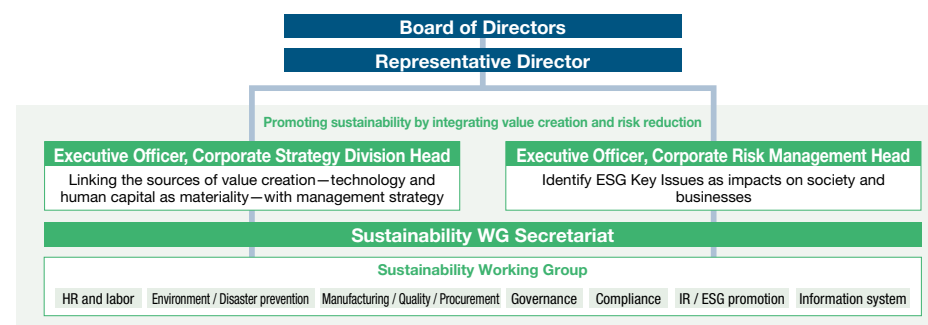 Board of Directors
Representative Director
Promoting sustainability by integrating value creation and risk reduction
Executive Officer, Corporate Strategy Division Head
Linking the sources of value creation—technology and
human capital as materiality—with management strategy
Executive Officer, Corporate Risk Management Head
Identify ESG Key Issues as impacts on society and
businesses
Sustainability WG Secretariat
Sustainability Working Group
HR and labor
Environment / Disaster prevention
Manufacturing / Quality / Procurement
Governance
Compliance
IR / ESG promotion
Information system